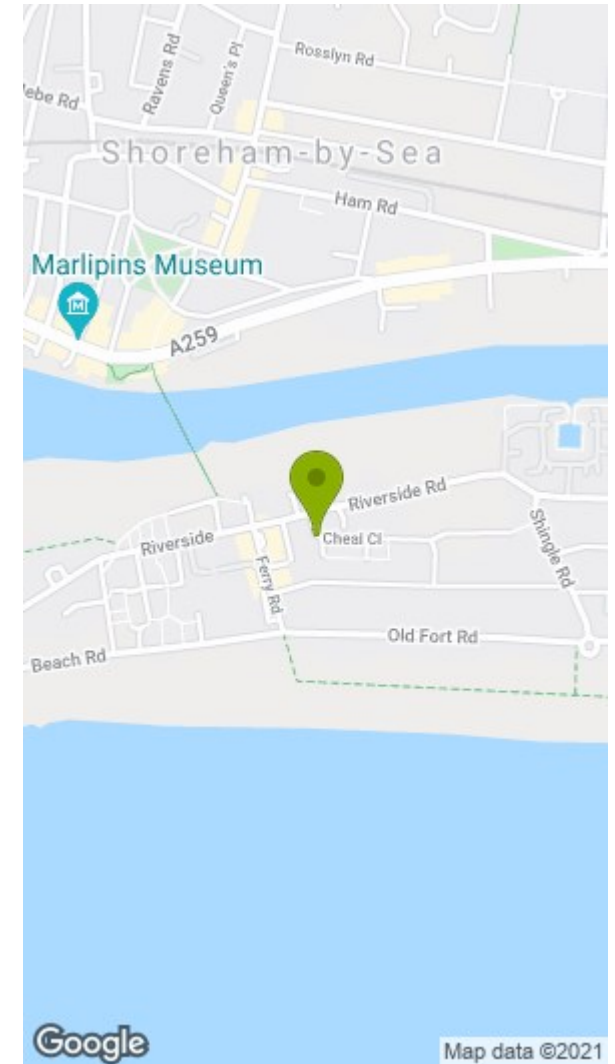 Rosslyn Rd
Ravens Rd
Queen's Pl
ebe Rd
Shoreham-by-Sea
Ham Rd
Marlipins Museum
M
A259
Riverside Rd
Riverside
Cheal Cl
Shingle Rd
Ferry Rd
Old Fort Rd
Beach Rd
Google
Map data ©2021